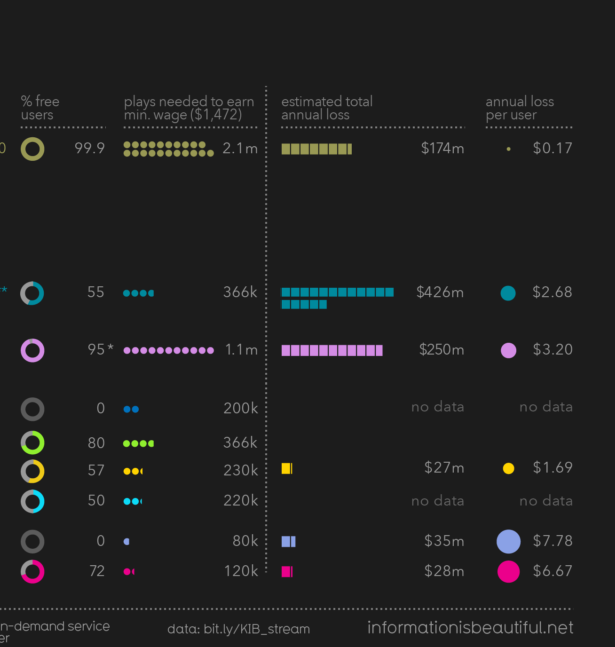 % free users
plays needed to earn min. wage ($1,472)
estimated total annual loss
annual loss per user
0 99.9 2.1m $174m $0.17
** 55 366k $426m $2.68
95 * 1.1m $250m $3.20
0 200k no data no data
80 366k
57 230k $27m $1.69
50 220k no data no data
0 80k $35m $7.78
72 120k $28m $6.67
n-demand service
er
data: bit.ly/KIB_stream
informationisbeautiful.net